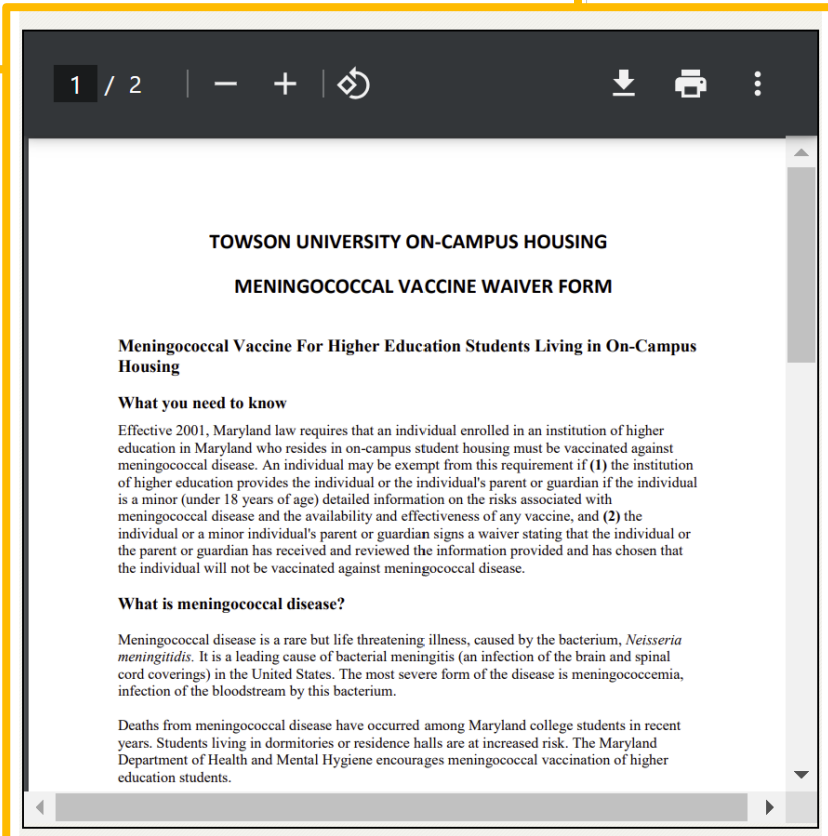 1 / 2
TOWSON UNIVERSITY ON-CAMPUS HOUSING
MENINGOCOCCAL VACCINE WAIVER FORM
Meningococcal Vaccine For Higher Education Students Living in On-Campus
Housing
What you need to know
Effective 2001, Maryland law requires that an individual enrolled in an institution of higher
education in Maryland who resides in on-campus student housing must be vaccinated against
meningococcal disease. An individual may be exempt from this requirement if (1) the institution
of higher education provides the individual or the individual's parent or guardian if the individual
is a minor (under 18 years of age) detailed information on the risks associated with
meningococcal disease and the availability and effectiveness of any vaccine, and (2) the
individual or a minor individual's parent or guardian signs a waiver stating that the individual or
the parent or guardian has received and reviewed the information provided and has chosen that
the individual will not be vaccinated against meningococcal disease.
What is meningococcal disease?
Meningococcal disease is a rare but life threatening illness, caused by the bacterium, Neisseria
meningitidis. It is a leading cause of bacterial meningitis (an infection of the brain and spinal
cord coverings) in the United States. The most severe form of the disease is meningococcemia,
infection of the bloodstream by this bacterium.
Deaths from meningococcal disease have occurred among Maryland college students in recent
years. Students living in dormitories or residence halls are at increased risk. The Maryland
Department of Health and Mental Hygiene encourages meningococcal vaccination of higher
education students.